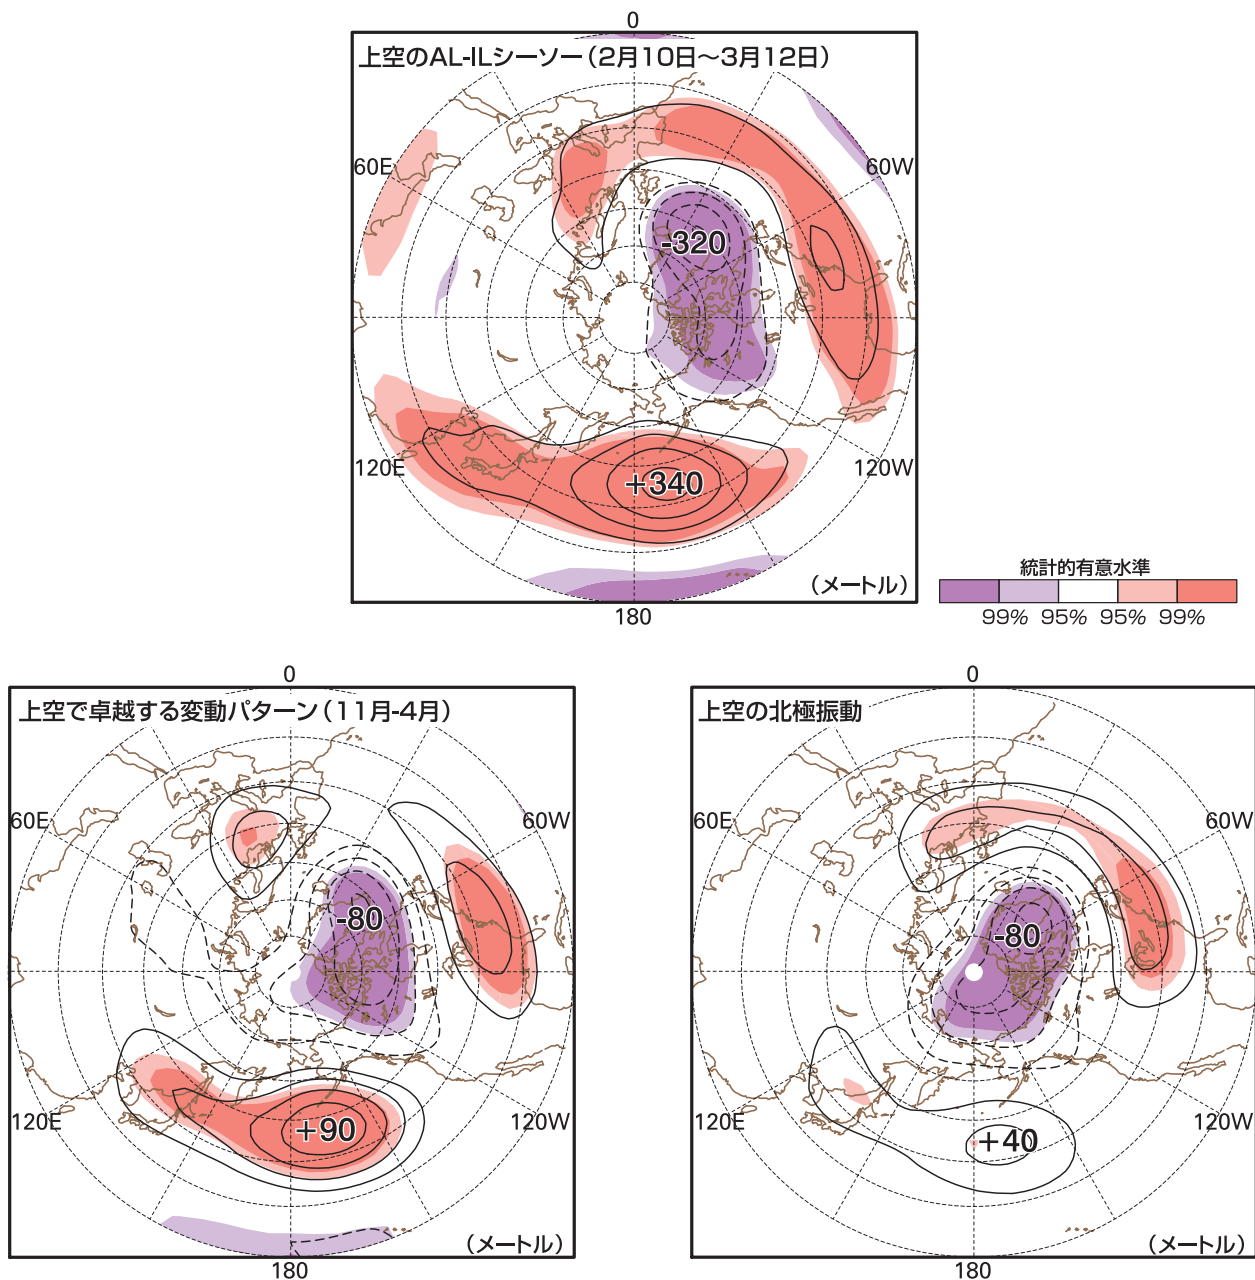 0
上空のAL-ILシーソー（2月10日～3月12日）
60E
60W
-320
120E
120W
+340
（メートル）
180
統計的有意水準
99% 95% 95% 99%
0
上空で卓越する変動パターン（11月-4月）
60E
60W
-80
120E
120W
+90
（メートル）
180
0
上空の北極振動
60E
60W
-80
120E
120W
+40
（メートル）
180